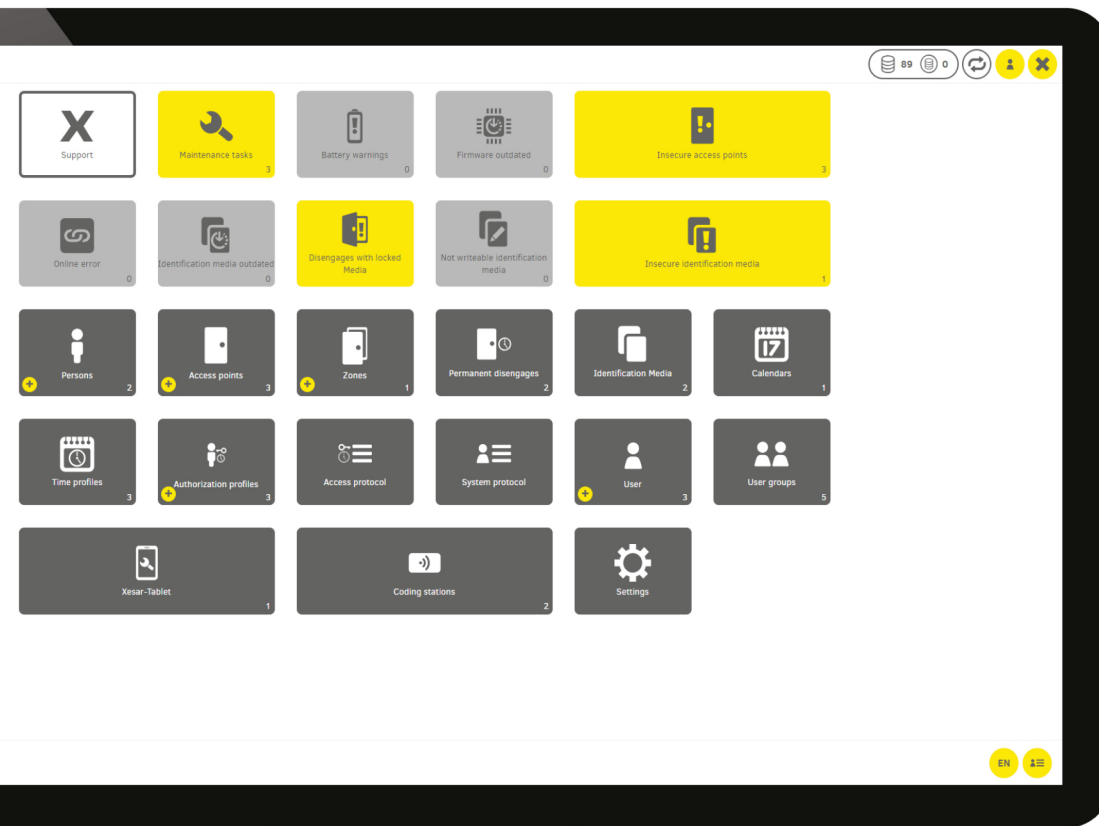 89 0
X
Support
Maintenance tasks
3
Battery warnings
0
Firmware outdated
0
Insecure access points
3
Online error
0
Identification media outdated
0
Disengages with locked
Media
Not writeable identification
media
0
Insecure identification media
1
Persons
2
Access points
3
Zones
1
Permanent disengages
2
Identification Media
2
17
Calendars
1
Time profiles
3
Authorization profiles
3
Access protocol
System protocol
User
3
User groups
5
Xesar-Tablet
1
Coding stations
2
Settings
EN